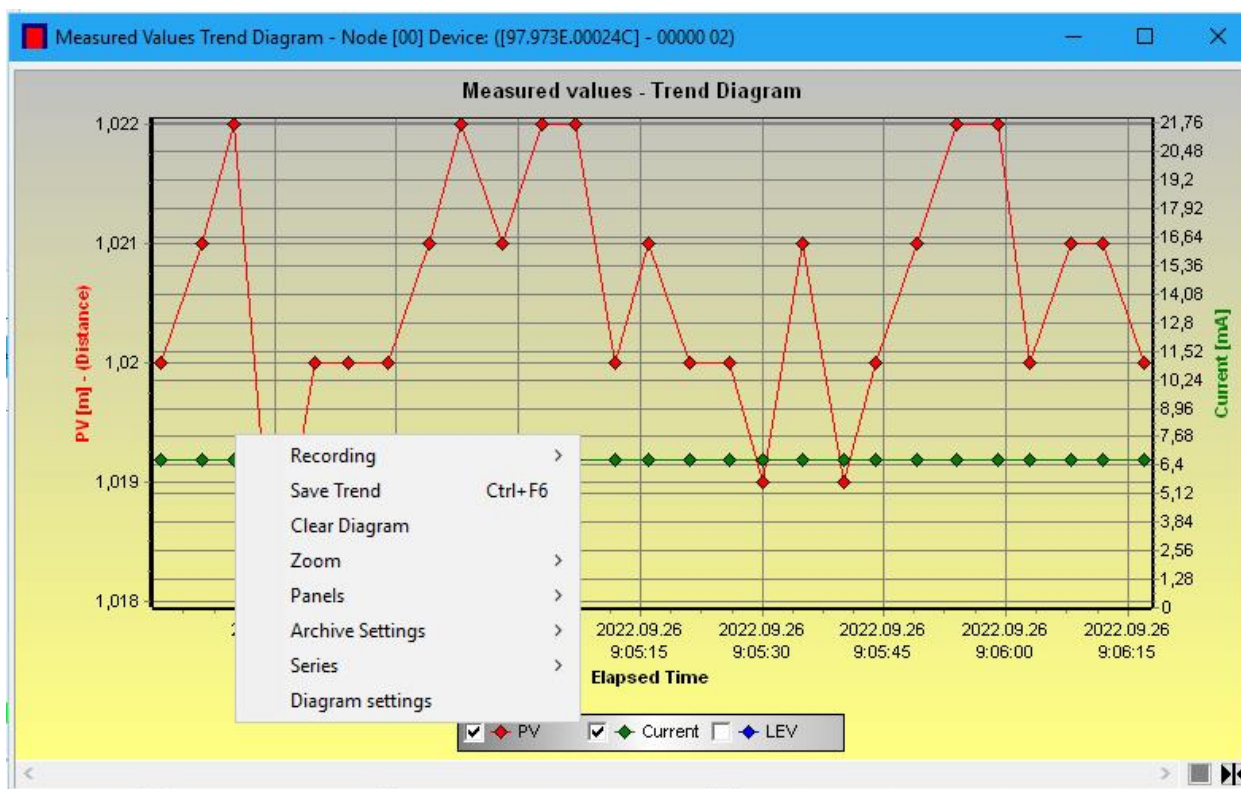 Measured Values Trend Diagram - Node [00] Device: ([97.973E.00024C] - 00000 02)
Measured values - Trend Diagram
1,022
1,021
1,02
1,019
1,018
PV [m] - (Distance)
21,76
20,48
19,2
17,92
16,64
15,36
14,08
12,8
11,52
10,24
8,96
7,68
6,4
5,12
3,84
2,56
1,28
0
Current [mA]
Recording
Save Trend Ctrl+F6
Clear Diagram
Zoom
Panels
Archive Settings
Series
Diagram settings
2022.09.26 2022.09.26 2022.09.26 2022.09.26 2022.09.26
9:05:15 9:05:30 9:05:45 9:06:00 9:06:15
Elapsed Time
PV Current LEV